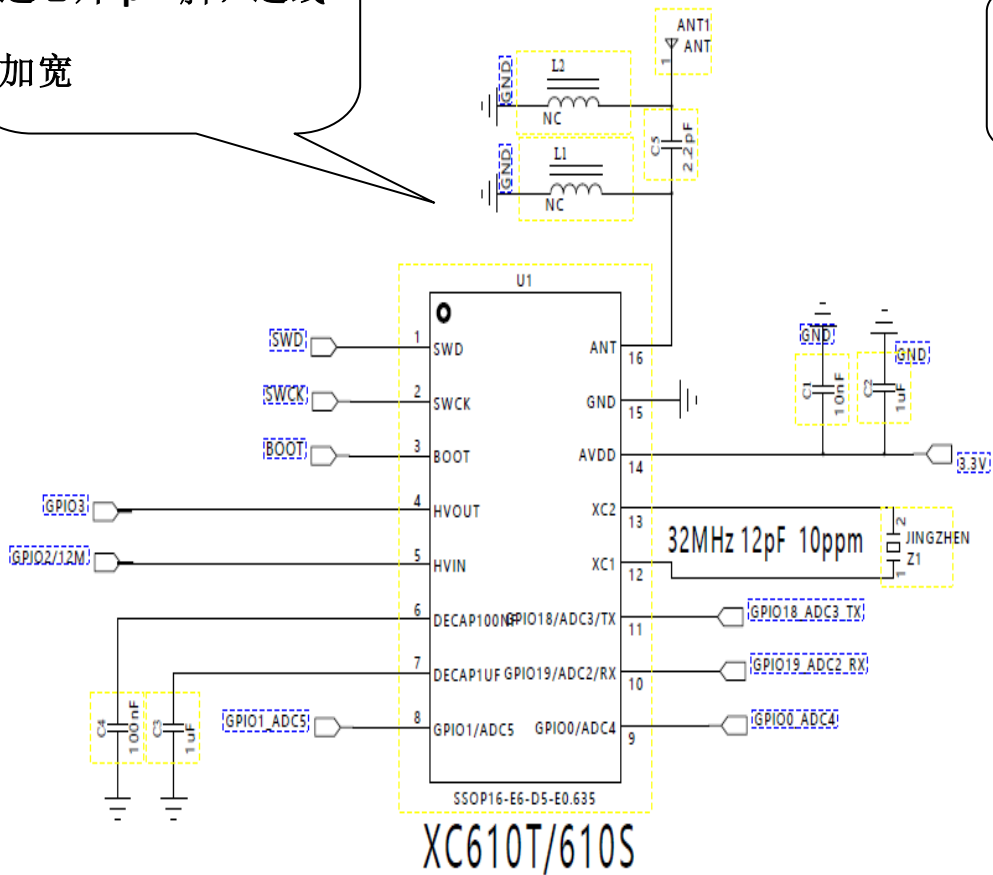 加宽
ANT1
ANT
1
GND
L2
NC
C5
2.2pF
GND
L1
NC
U1
SWD
1
SWD
SWCK
2
SWCK
BOOT
3
BOOT
GPIO3
4
HVOUT
GPIO2/12M
5
HVIN
6
DECAP100NF
7
DECAP1UF
GPIO1_ADC5
8
GPIO1/ADC5
C4
100nF
C3
1uF
ANT
16
GND
15
AVDD
14
GND
C1
10nF
GND
C2
1uF
3.3V
XC2
13
32MHz 12pF 10ppm
2
JINGZHEN
Z1
1
XC1
12
GPIO18/ADC3/TX
11
GPIO18_ADC3_TX
GPIO19/ADC2/RX
10
GPIO19_ADC2_RX
GPIO0/ADC4
9
GPIO0_ADC4
SSOP16-E6-D5-E0.635
XC610T/610S